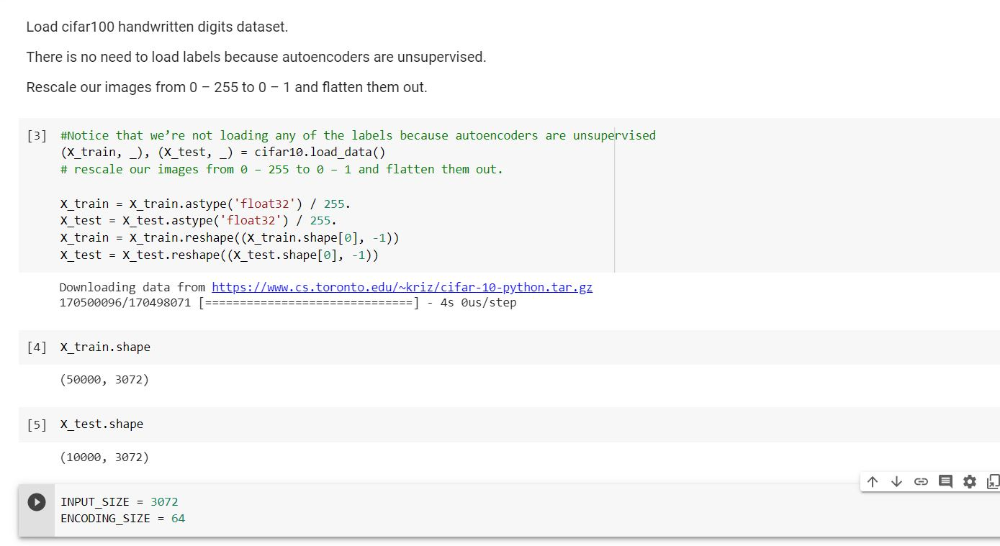 Load cifar100 handwritten digits dataset.
There is no need to load labels because autoencoders are unsupervised.
Rescale our images from 0 – 255 to 0 – 1 and flatten them out.
[3] #Notice that we’re not loading any of the labels because autoencoders are unsupervised
(X_train, _), (X_test, _) = cifar10.load_data()
# rescale our images from 0 – 255 to 0 – 1 and flatten them out.
X_train = X_train.astype('float32') / 255.
X_test = X_test.astype('float32') / 255.
X_train = X_train.reshape((X_train.shape[0], -1))
X_test = X_test.reshape((X_test.shape[0], -1))
Downloading data from https://www.cs.toronto.edu/~kriz/cifar-10-python.tar.gz
170500096/170498071 [==============================] - 4s 0us/step
[4] X_train.shape
(50000, 3072)
[5] X_test.shape
(10000, 3072)
INPUT_SIZE = 3072
ENCODING_SIZE = 64